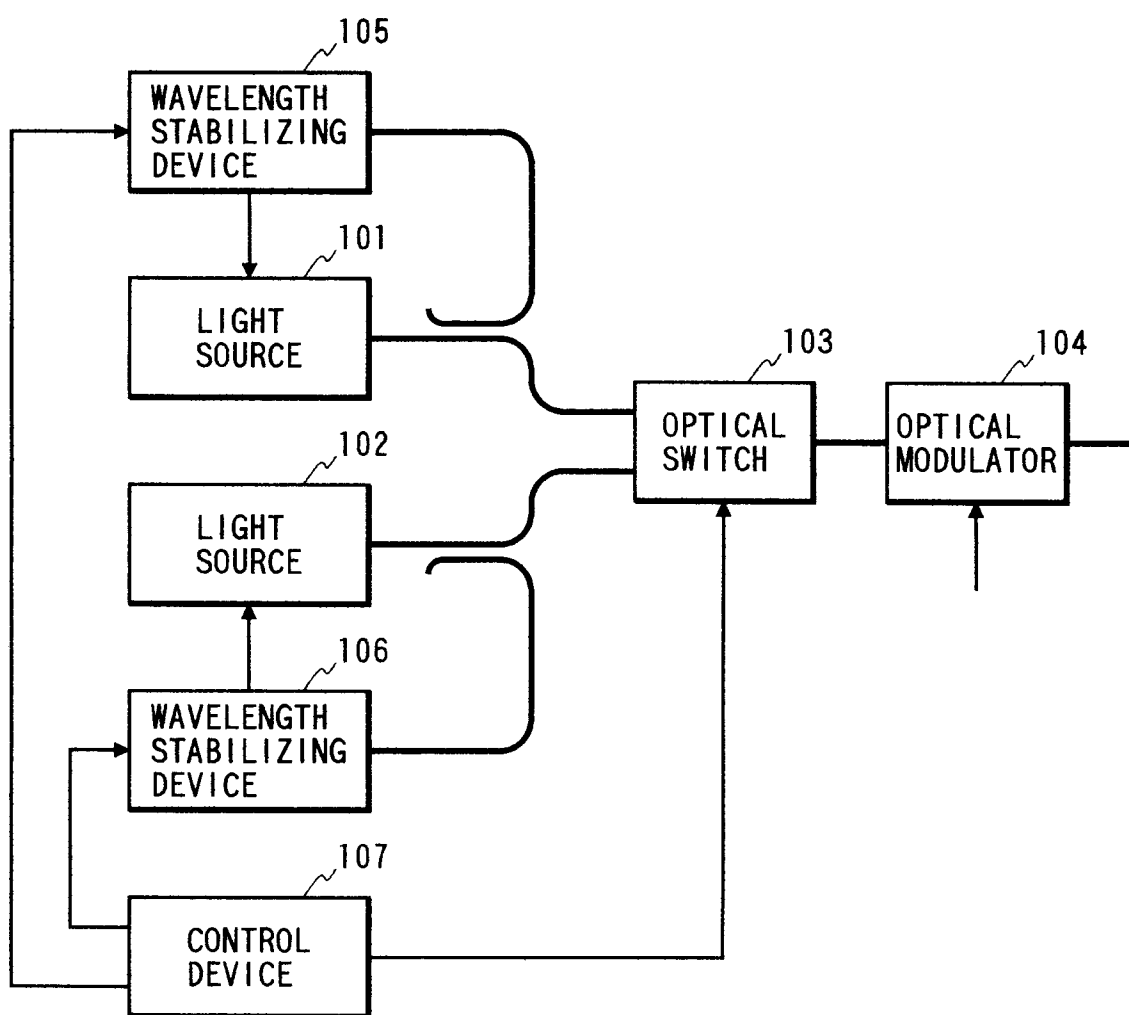 105
WAVELENGTH
STABILIZING
DEVICE
101
LIGHT
SOURCE
103
104
OPTICAL
SWITCH
OPTICAL
MODULATOR
102
LIGHT
SOURCE
106
WAVELENGTH
STABILIZING
DEVICE
107
CONTROL
DEVICE